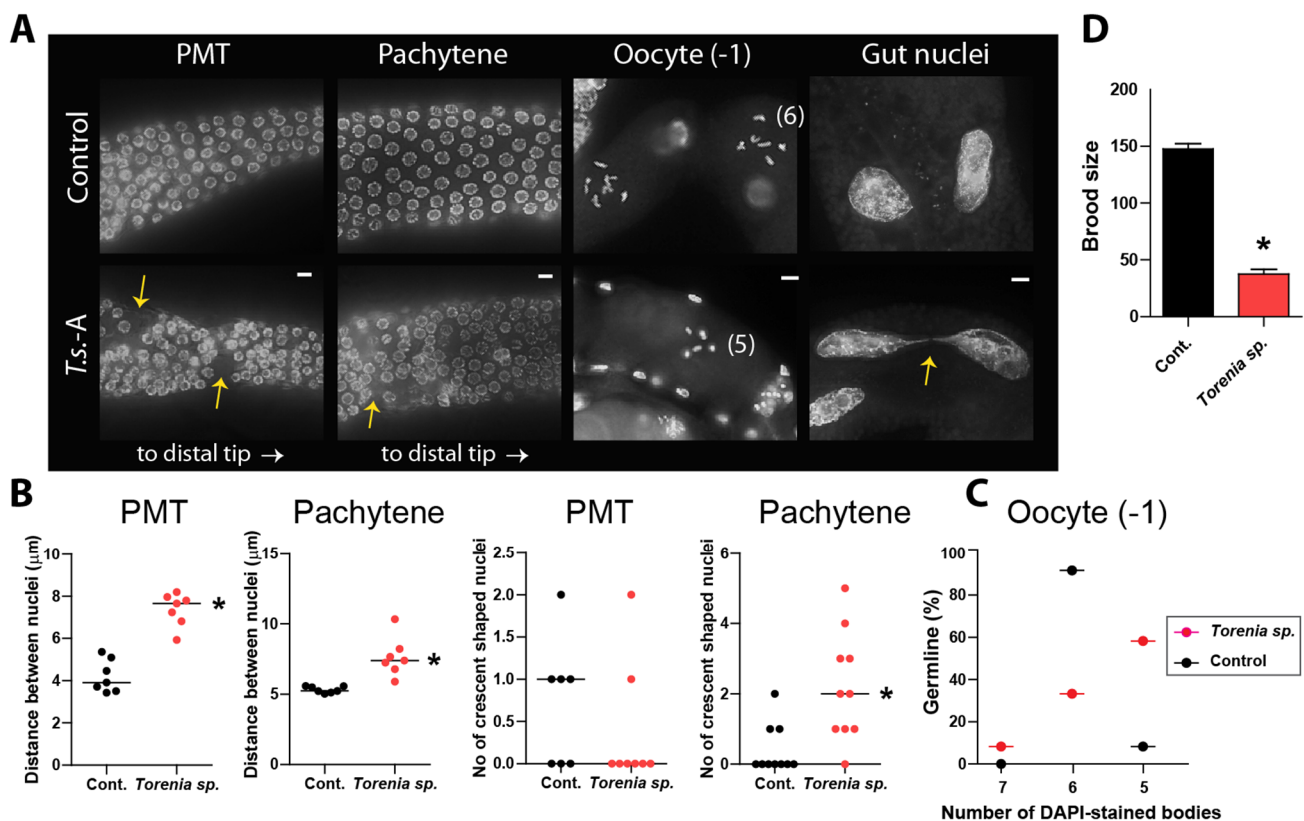 A
PMT
Pachytene
Oocyte (-1)
Gut nuclei
Control
(6)
T.s.-A
(5)
to distal tip →
to distal tip →
D
Brood size
200
150
100
50
0
*
Cont.
Torenia sp.
B
PMT
Distance between nuclei (μm)
10
8
6
4
2
0
*
Cont.
Torenia sp.
Pachytene
Distance between nuclei (μm)
15
10
5
0
*
Cont.
Torenia sp.
PMT
No of crescent shaped nuclei
2.5
2.0
1.5
1.0
0.5
0.0
Cont.
Torenia sp.
Pachytene
No of crescent shaped nuclei
6
4
2
0
*
Cont.
Torenia sp.
C
Oocyte (-1)
Germline (%)
100
80
60
40
20
0
7
6
5
Number of DAPI-stained bodies
Torenia sp.
Control